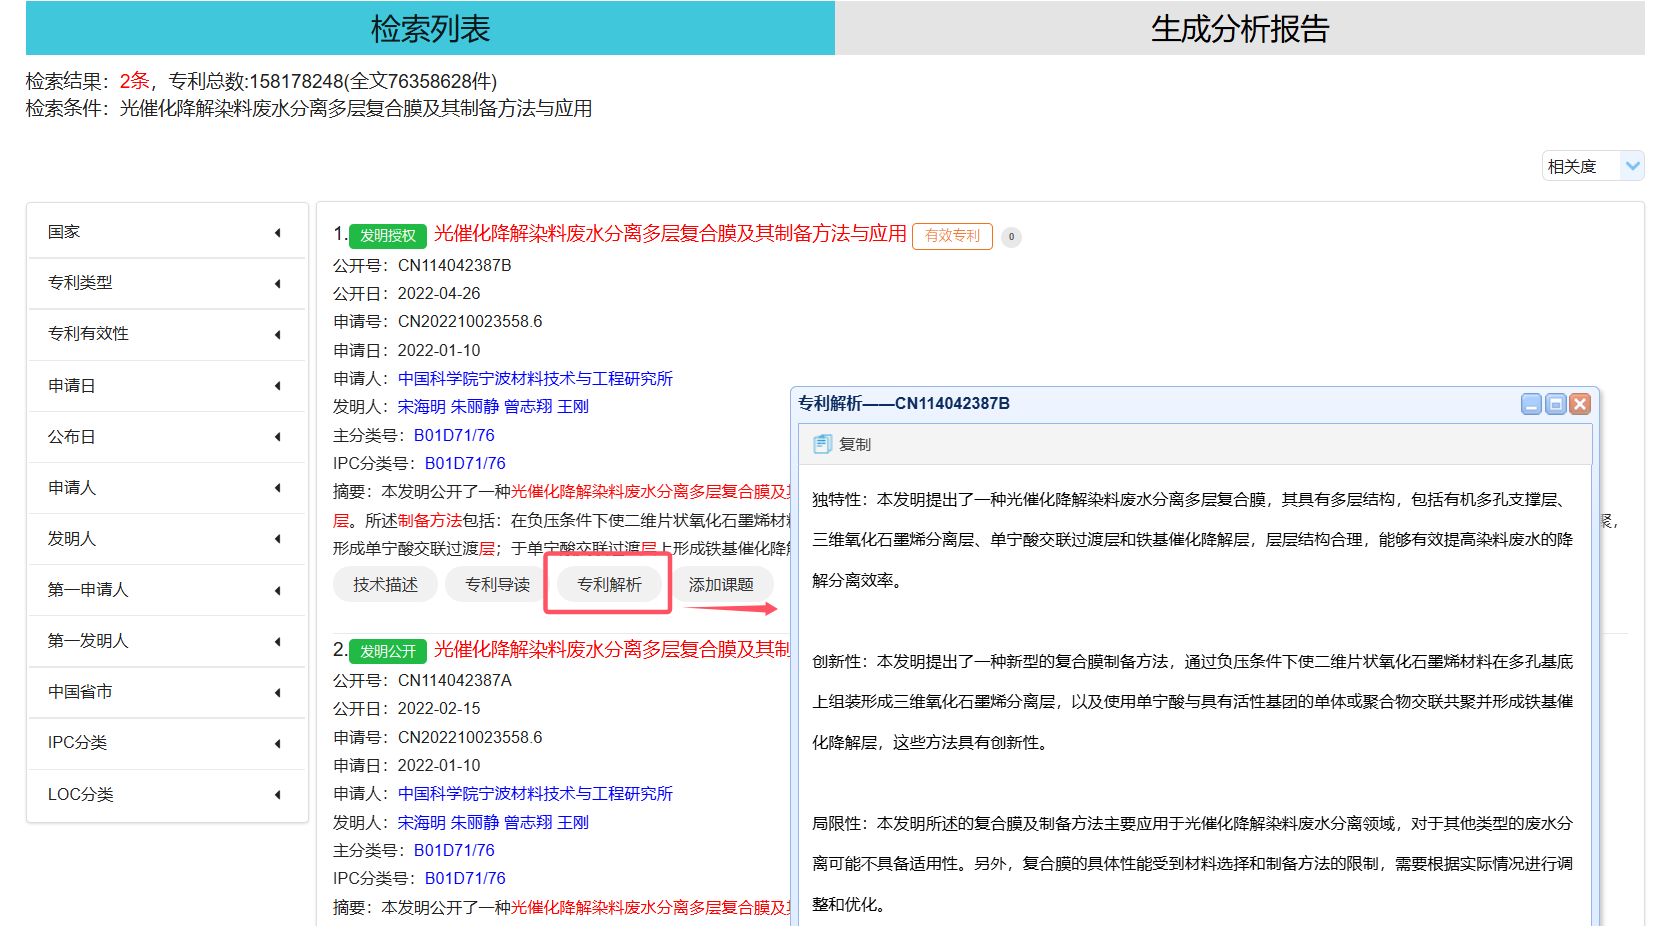 检索列表
生成分析报告
检索结果：2条，专利总数:158178248(全文76358628件)
检索条件：光催化降解染料废水分离多层复合膜及其制备方法与应用
相关度
国家
专利类型
专利有效性
申请日
公布日
申请人
发明人
第一申请人
第一发明人
中国省市
IPC分类
LOC分类
1.发明授权 光催化降解染料废水分离多层复合膜及其制备方法与应用 有效专利 0
公开号：CN114042387B
公开日：2022-04-26
申请号：CN202210023558.6
申请日：2022-01-10
申请人：中国科学院宁波材料技术与工程研究所
发明人：宋海明 朱丽静 曾志翔 王刚
主分类号：B01D71/76
IPC分类号：B01D71/76
摘要：本发明公开了一种光催化降解染料废水分离多层复合膜及
层。所述制备方法包括：在负压条件下使二维片状氧化石墨烯材
聚，
形成单宁酸交联过渡层；于单宁酸交联过渡层上形成铁基催化降
技术描述
专利导读
专利解析
添加课题
2.发明公开 光催化降解染料废水分离多层复合膜及其制
公开号：CN114042387A
公开日：2022-02-15
申请号：CN202210023558.6
申请日：2022-01-10
申请人：中国科学院宁波材料技术与工程研究所
发明人：宋海明 朱丽静 曾志翔 王刚
主分类号：B01D71/76
IPC分类号：B01D71/76
摘要：本发明公开了一种光催化降解染料废水分离多层复合膜及
专利解析——CN114042387B
复制
独特性：本发明提出了一种光催化降解染料废水分离多层复合膜，其具有多层结构，包括有机多孔支撑层、
三维氧化石墨烯分离层、单宁酸交联过渡层和铁基催化降解层，层层结构合理，能够有效提高染料废水的降
解分离效率。
创新性：本发明提出了一种新型的复合膜制备方法，通过负压条件下使二维片状氧化石墨烯材料在多孔基底
上组装形成三维氧化石墨烯分离层，以及使用单宁酸与具有活性基团的单体或聚合物交联共聚并形成铁基催
化降解层，这些方法具有创新性。
局限性：本发明所述的复合膜及制备方法主要应用于光催化降解染料废水分离领域，对于其他类型的废水分
离可能不具备适用性。另外，复合膜的具体性能受到材料选择和制备方法的限制，需要根据实际情况进行调
整和优化。